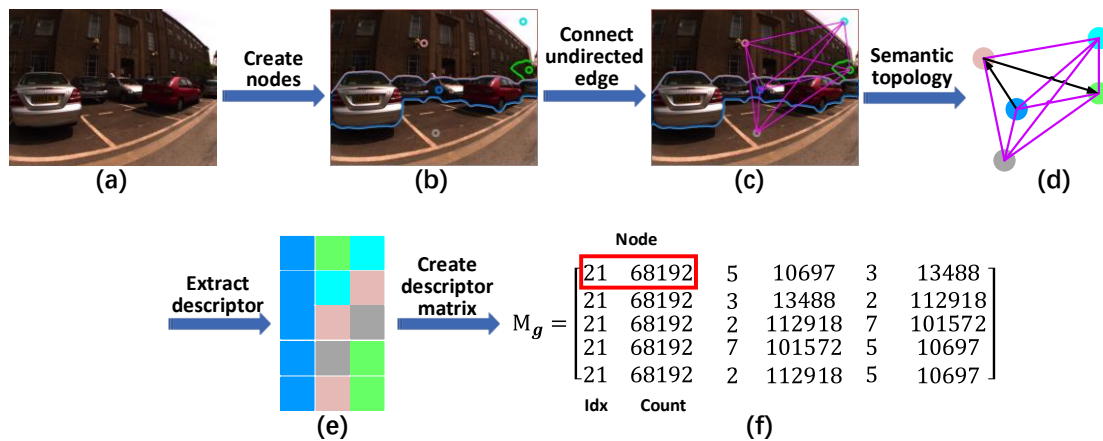 Create
nodes
Connect
undirected
edge
Semantic
topology
(a)
(b)
(c)
(d)
Extract
descriptor
Create
descriptor
matrix
Node
M_g =
21 68192 5 10697 3 13488
21 68192 3 13488 2 112918
21 68192 2 112918 7 101572
21 68192 7 101572 5 10697
21 68192 2 112918 5 10697
Idx Count
(e)
(f)